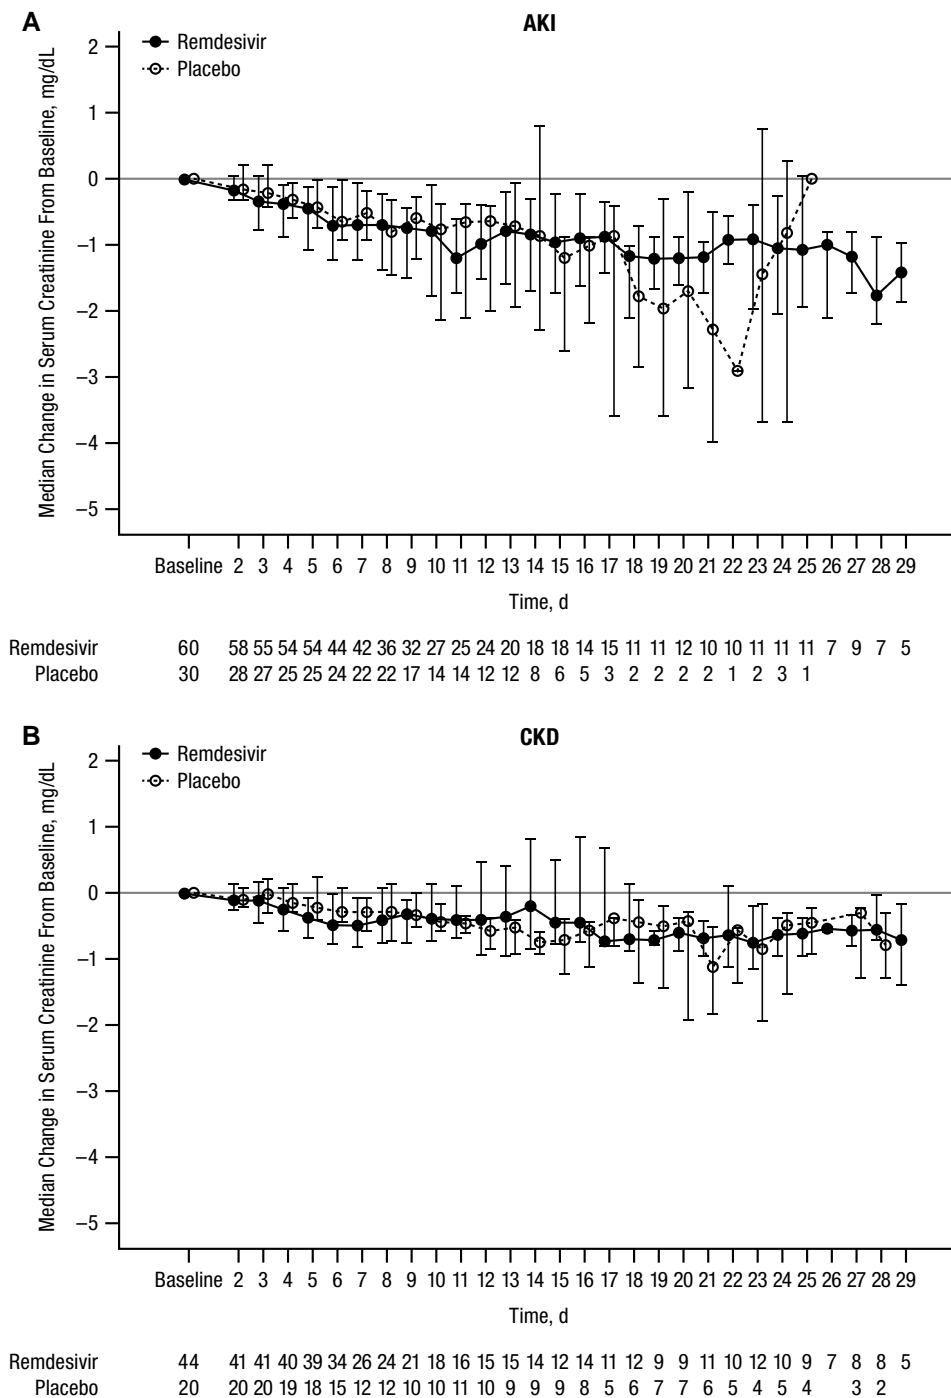 A
AKI
Remdesivir
Placebo
Median Change in Serum Creatinine From Baseline, mg/dL
2
1
0
−1
−2
−3
−4
−5
Baseline 2 3 4 5 6 7 8 9 10 11 12 13 14 15 16 17 18 19 20 21 22 23 24 25 26 27 28 29
Time, d
Remdesivir 60 58 55 54 54 44 42 36 32 27 25 24 20 18 18 14 15 11 11 12 10 10 11 11 11 7 9 7 5
Placebo 30 28 27 25 25 24 22 22 17 14 14 12 12 8 6 5 3 2 2 2 2 1 2 3 1
B
CKD
Remdesivir
Placebo
Median Change in Serum Creatinine From Baseline, mg/dL
2
1
0
−1
−2
−3
−4
−5
Baseline 2 3 4 5 6 7 8 9 10 11 12 13 14 15 16 17 18 19 20 21 22 23 24 25 26 27 28 29
Time, d
Remdesivir 44 41 41 40 39 34 26 24 21 18 16 15 15 14 12 14 11 12 9 9 11 10 12 10 9 7 8 8 5
Placebo 20 20 20 19 18 15 12 12 10 10 11 10 9 9 9 8 5 6 7 7 6 5 4 5 4 3 2